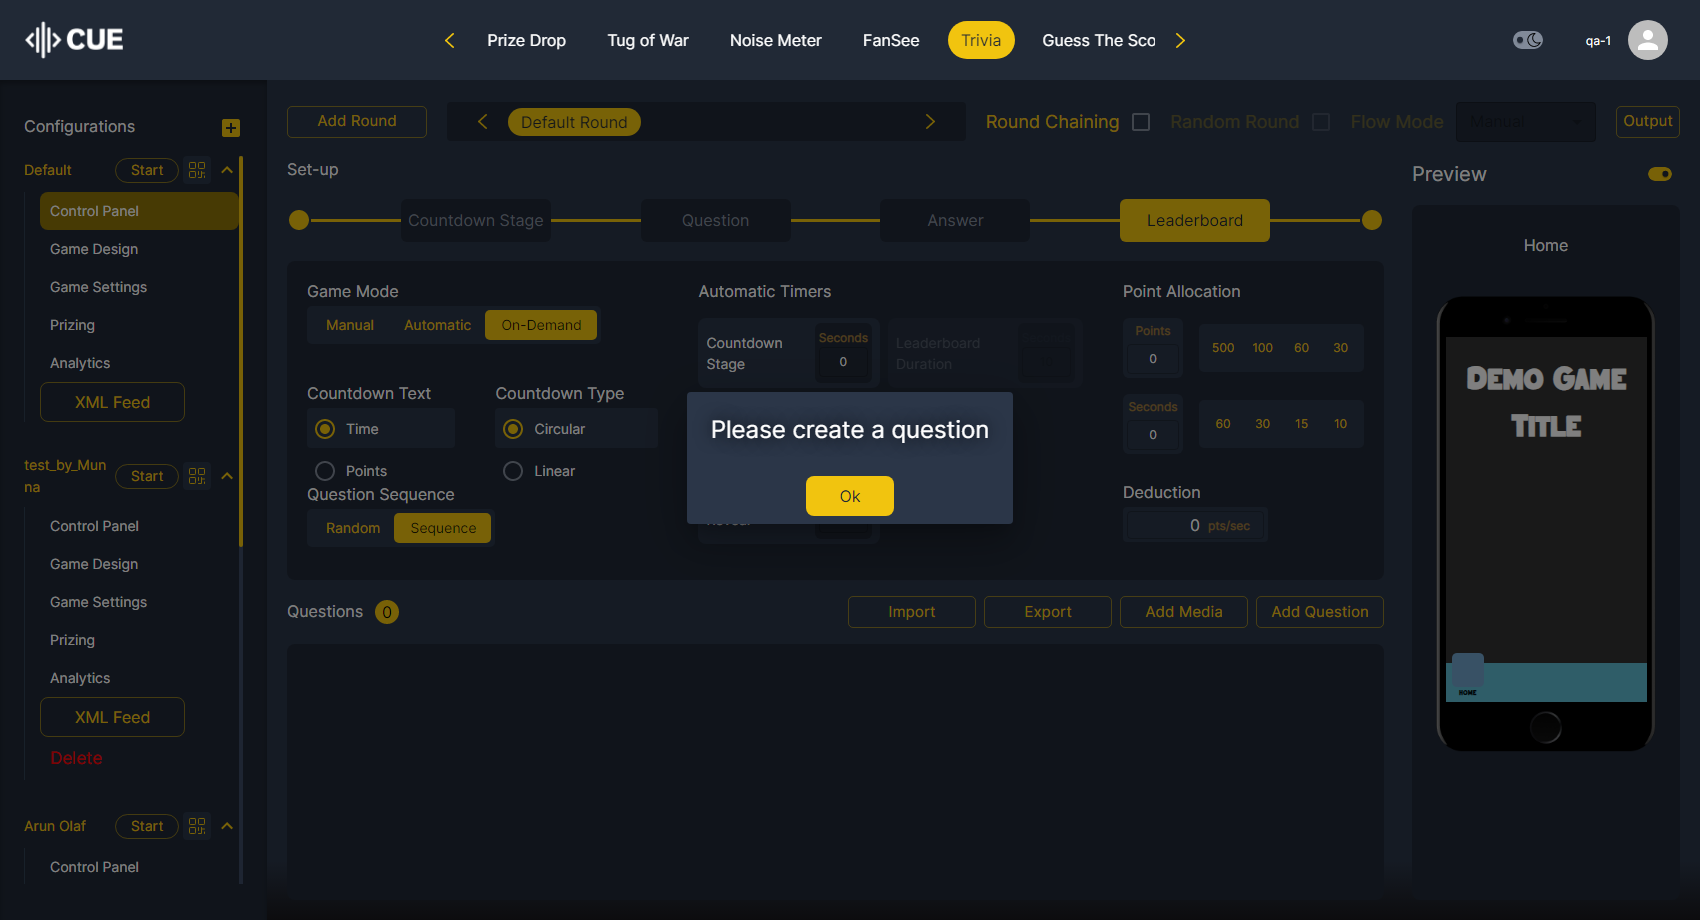 CUE
Prize Drop
Tug of War
Noise Meter
FanSee
Trivia
Guess The Sco
qa-1
Configurations
Default
Start
Control Panel
Game Design
Game Settings
Prizing
Analytics
XML Feed
test_by_Mun
na
Start
Control Panel
Game Design
Game Settings
Prizing
Analytics
XML Feed
Delete
Arun Olaf
Start
Control Panel
Add Round
Default Round
Round Chaining
Random Round
Flow Mode
Manual
Output
Set-up
Countdown Stage
Question
Answer
Leaderboard
Game Mode
Manual
Automatic
On-Demand
Countdown Text
Time
Points
Countdown Type
Circular
Linear
Question Sequence
Random
Sequence
Automatic Timers
Countdown
Stage
Seconds
0
Leaderboard
Duration
Point Allocation
Points
0
500
100
60
30
Seconds
0
60
30
15
10
Deduction
0 pts/sec
Please create a question
Ok
Questions
0
Import
Export
Add Media
Add Question
Preview
Home
Demo Game
Title
HOME